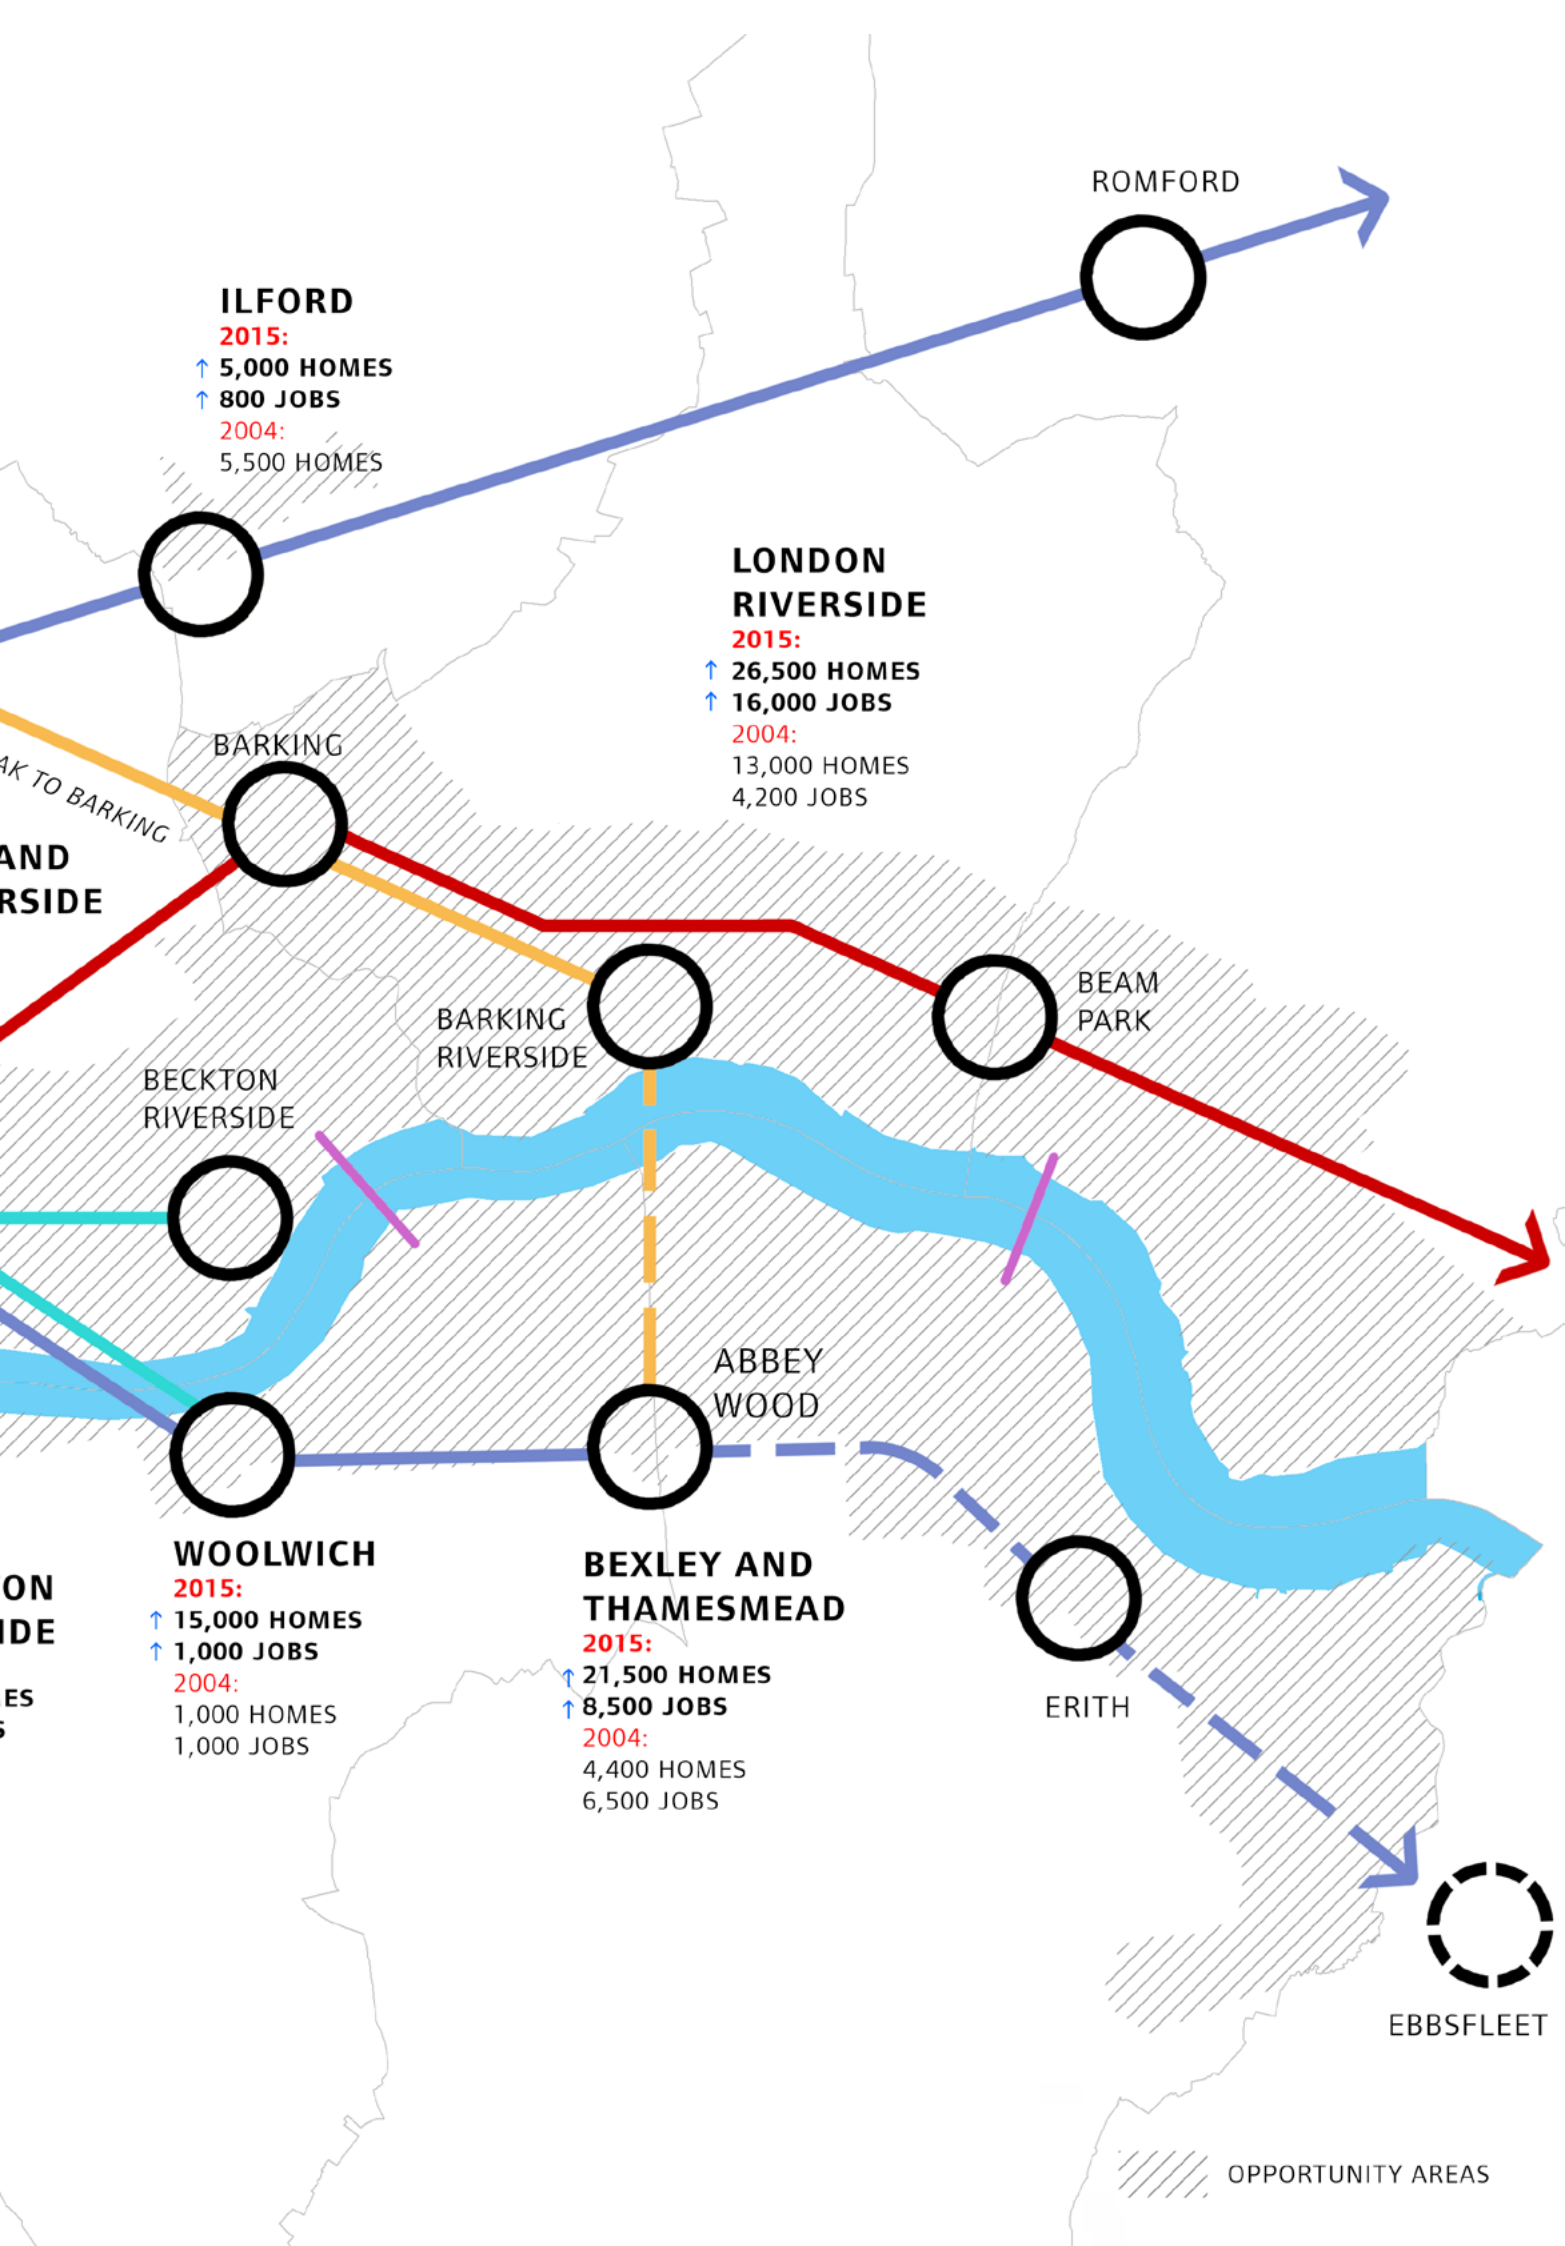 ROMFORD
ILFORD
2015:
↑ 5,000 HOMES
↑ 800 JOBS
2004:
5,500 HOMES
LONDON
RIVERSIDE
2015:
↑ 26,500 HOMES
↑ 16,000 JOBS
2004:
13,000 HOMES
4,200 JOBS
BARKING
AK TO BARKING
AND
RSIDE
BEAM
PARK
BARKING
RIVERSIDE
BECKTON
RIVERSIDE
ABBEY
WOOD
WOOLWICH
2015:
↑ 15,000 HOMES
↑ 1,000 JOBS
2004:
1,000 HOMES
1,000 JOBS
ON
IDE
ES
S
BEXLEY AND
THAMESMEAD
2015:
↑ 21,500 HOMES
↑ 8,500 JOBS
2004:
4,400 HOMES
6,500 JOBS
ERITH
EBBSFLEET
OPPORTUNITY AREAS